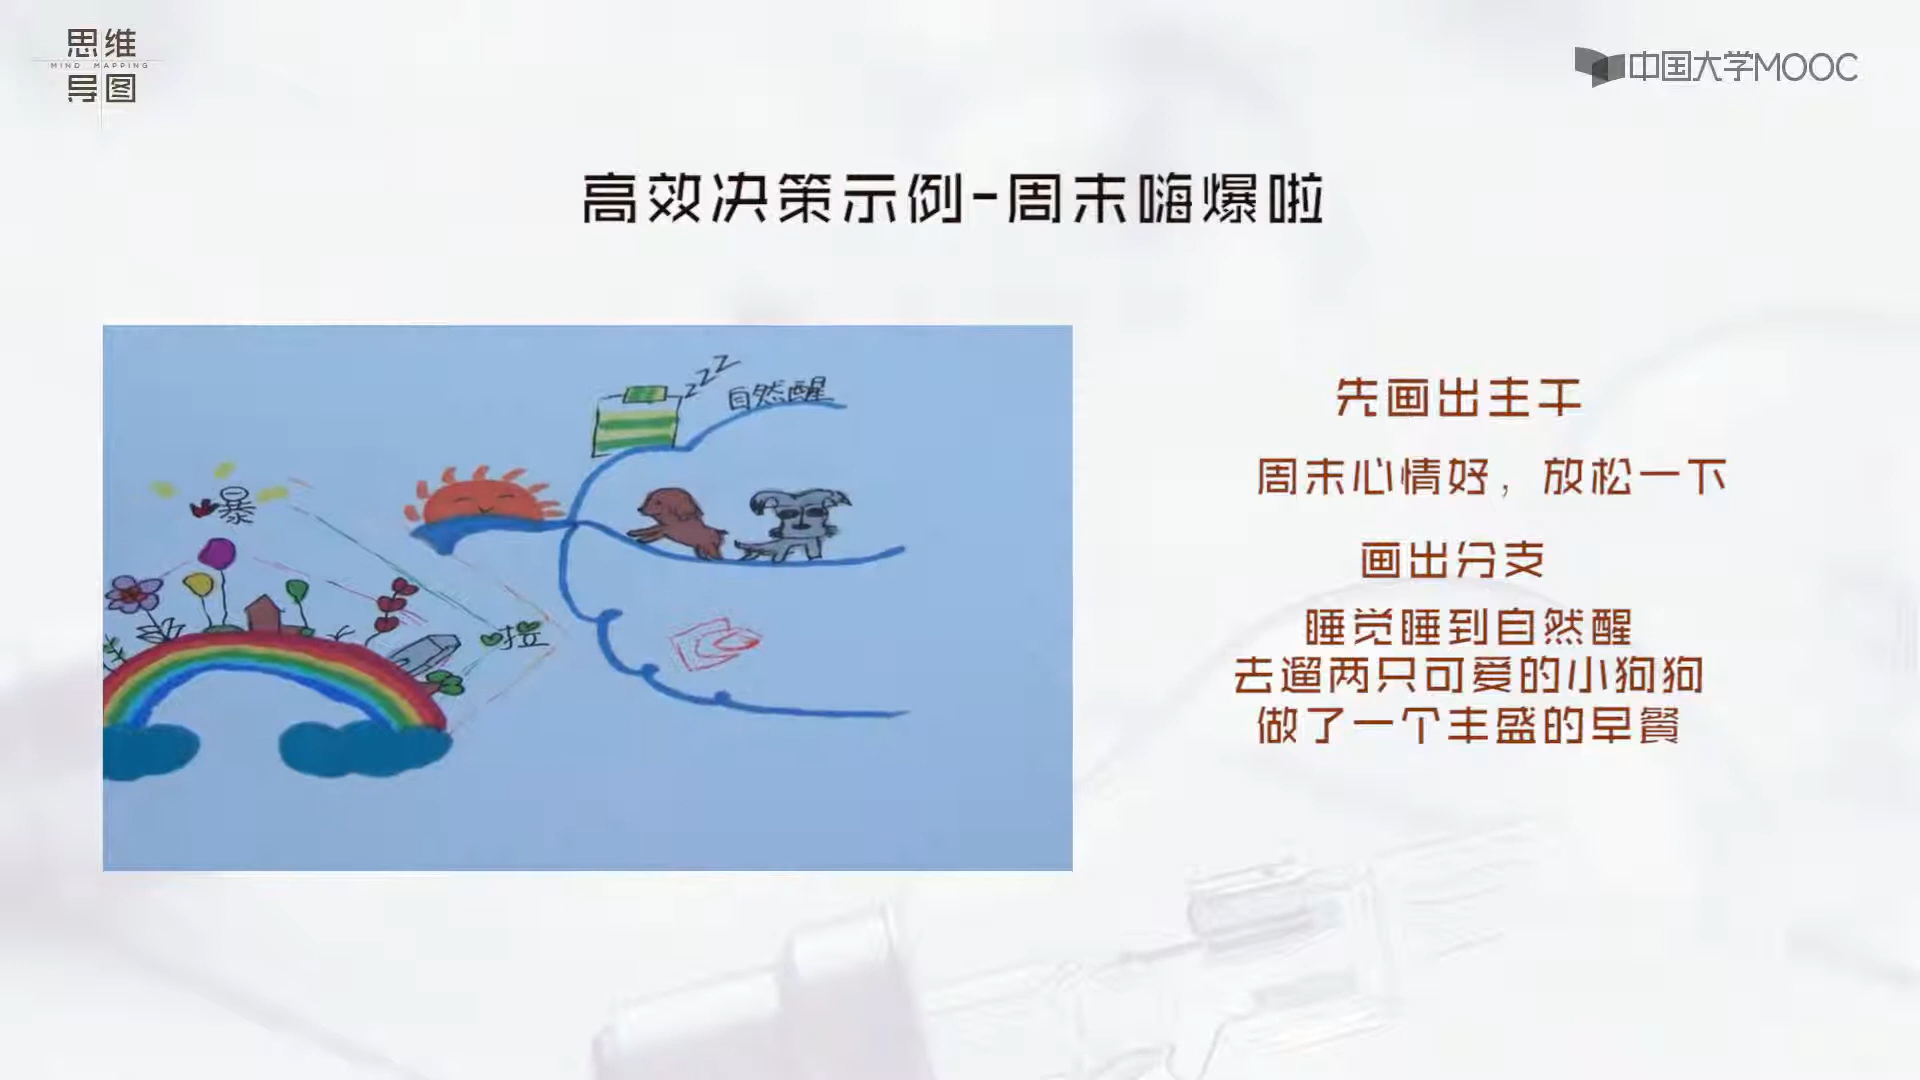 思维
MIND MAPPING
导图
中国大学MOOC
高效决策示例-周末嗨爆啦
zzz
自然醒
爆
啦
先画出主干
周末心情好，放松一下
画出分支
睡觉睡到自然醒
去遛两只可爱的小狗狗
做了一个丰盛的早餐